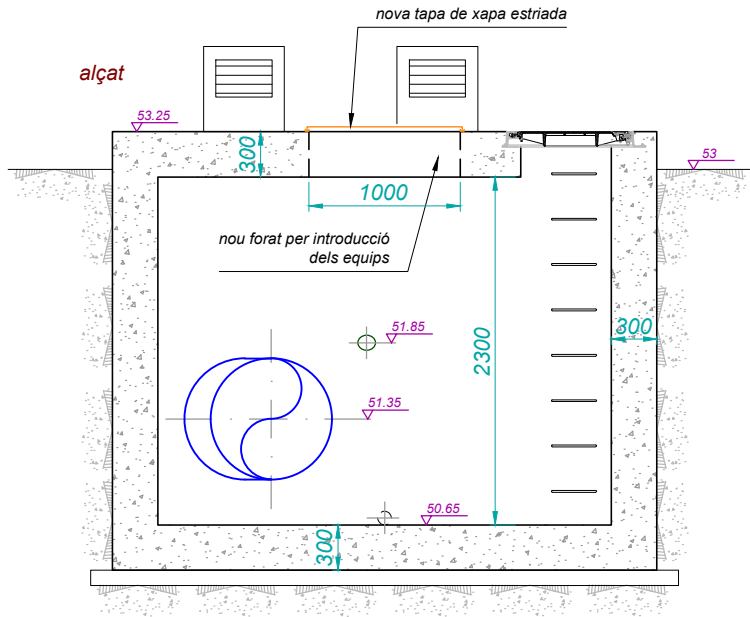 nova tapa de xapa estriada
alçat
53.25
53
300
1000
nou forat per introducció
dels equips
51.85
300
2300
51.35
50.65
300